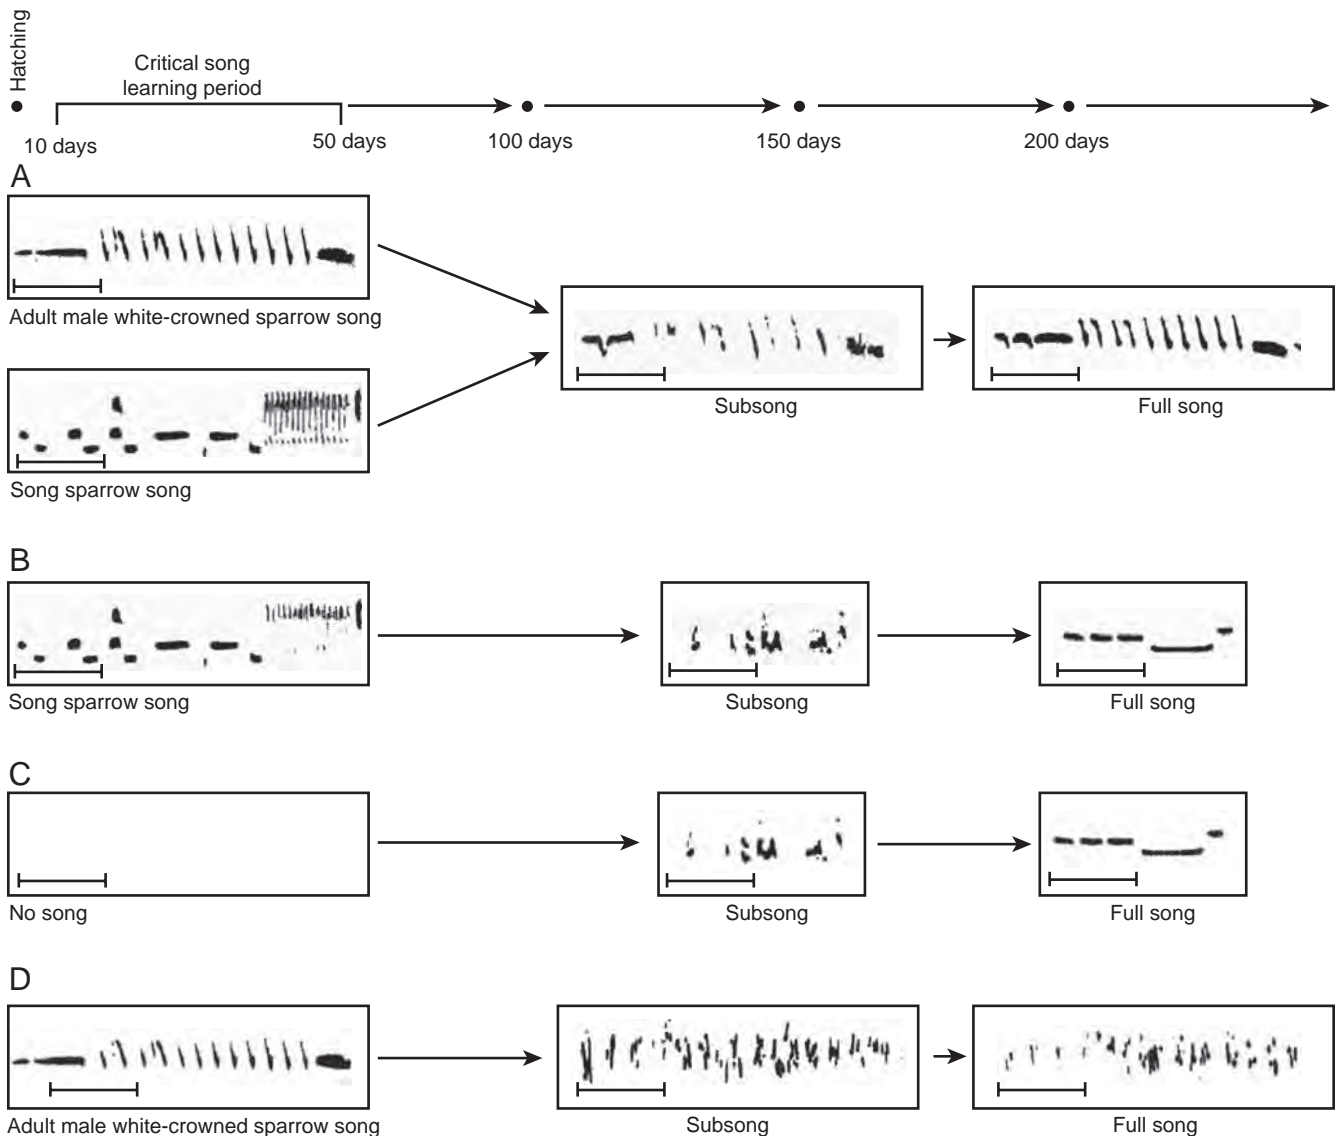 Hatching
Critical song
learning period
10 days
50 days
100 days
150 days
200 days
A
Adult male white-crowned sparrow song
Song sparrow song
Subsong
Full song
B
Song sparrow song
Subsong
Full song
C
No song
Subsong
Full song
D
Adult male white-crowned sparrow song
Subsong
Full song